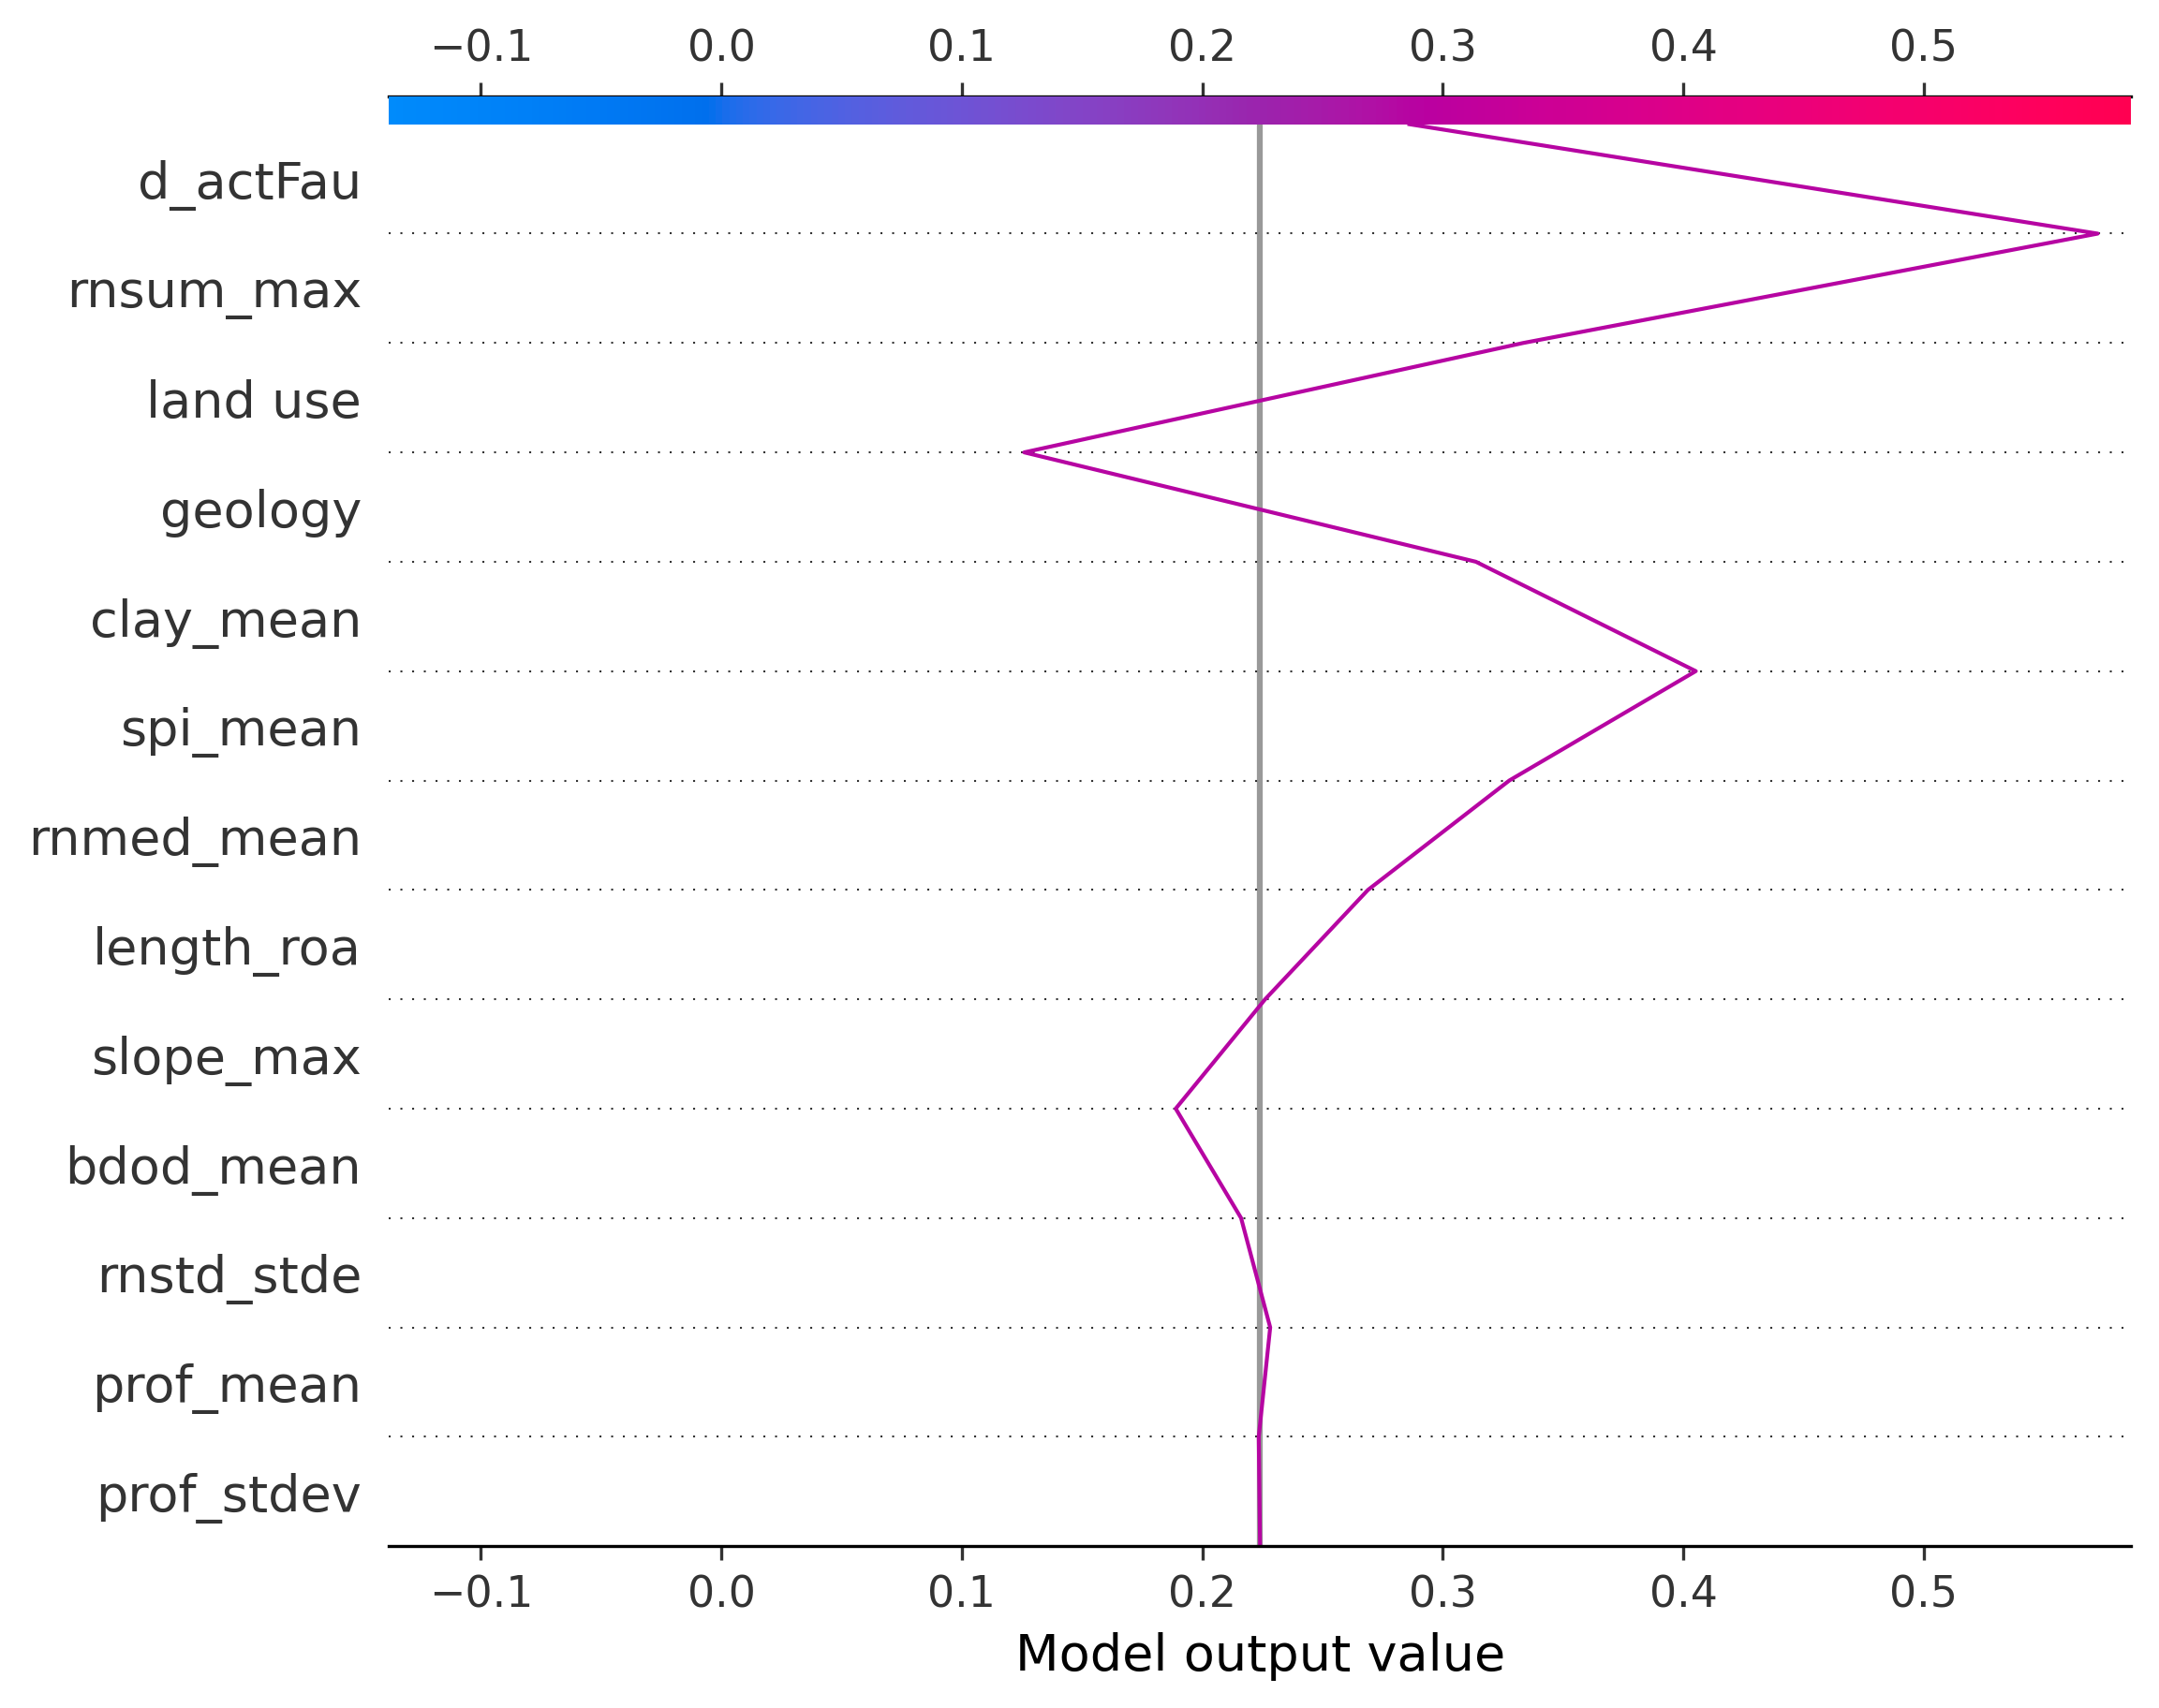 −0.1 0.0 0.1 0.2 0.3 0.4 0.5
d_actFau
rnsum_max
land use
geology
clay_mean
spi_mean
rnmed_mean
length_roa
slope_max
bdod_mean
rnstd_stde
prof_mean
prof_stdev
−0.1 0.0 0.1 0.2 0.3 0.4 0.5
Model output value